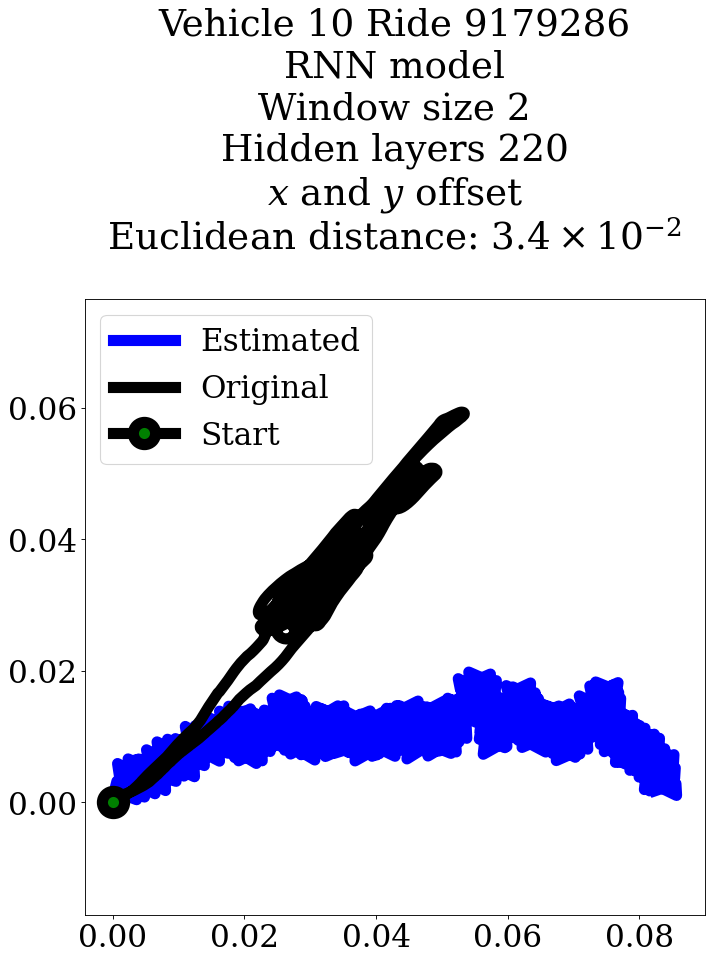 Vehicle 10 Ride 9179286
RNN model
Window size 2
Hidden layers 220
x and y offset
Euclidean distance: 3.4 × 10⁻²
Estimated
Original
Start
0.06
0.04
0.02
0.00
0.00 0.02 0.04 0.06 0.08